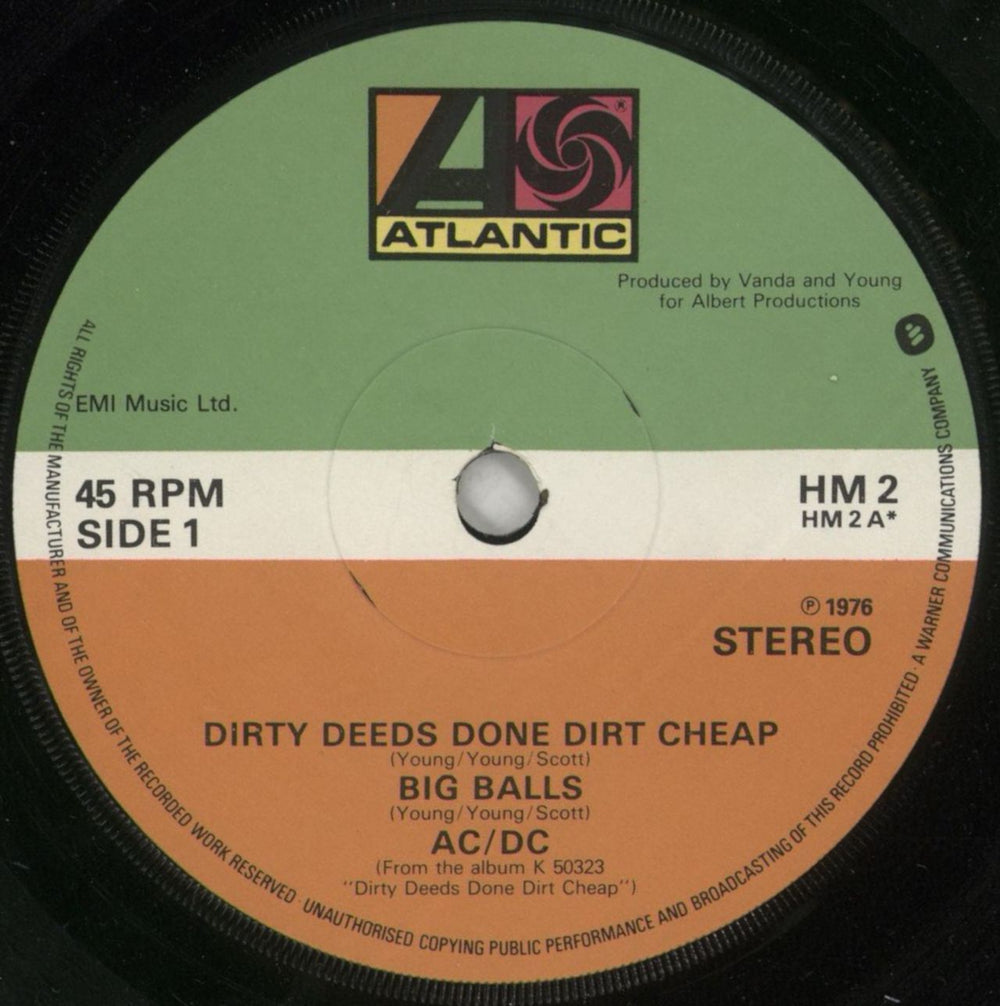 ATLANTIC
®
Produced by Vanda and Young
for Albert Productions
EMI Music Ltd.
45 RPM
SIDE 1
HM 2
HM 2 A*
℗ 1976
STEREO
DIRTY DEEDS DONE DIRT CHEAP
(Young/Young/Scott)
BIG BALLS
(Young/Young/Scott)
AC/DC
(From the album K 50323
"Dirty Deeds Done Dirt Cheap")
ALL RIGHTS OF THE MANUFACTURER AND OF THE OWNER OF THE RECORDED WORK RESERVED · UNAUTHORISED COPYING PUBLIC PERFORMANCE AND BROADCASTING OF THIS RECORD PROHIBITED · A WARNER COMMUNICATIONS COMPANY